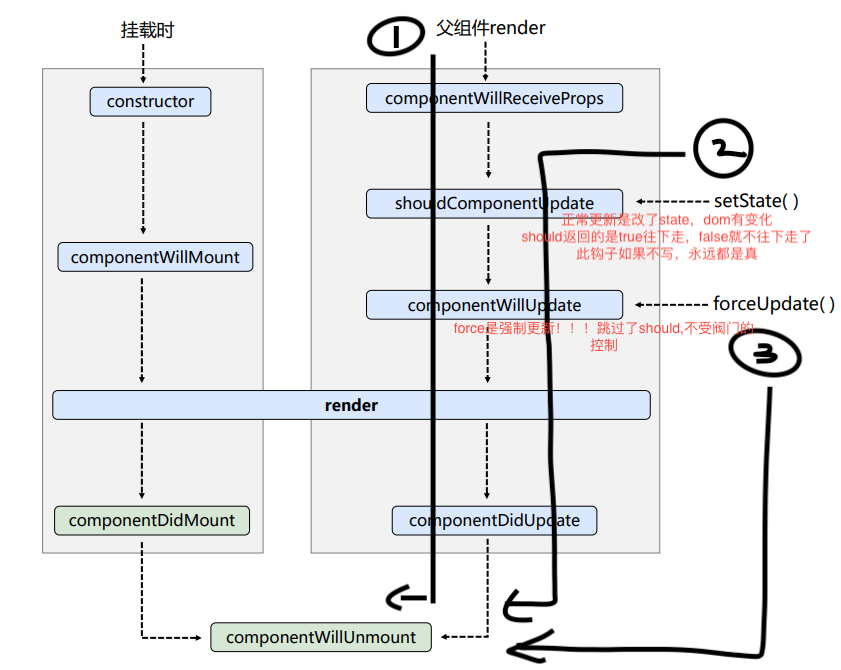 挂载时
父组件render
1
constructor
componentWillReceiveProps
2
shouldComponentUpdate
setState( )
正常更新是改了state，dom有变化
should返回的是true往下走，false就不往下走了
此钩子如果不写，永远都是真
componentWillMount
componentWillUpdate
forceUpdate( )
force是强制更新！！！跳过了should,不受阀门的
控制
3
render
componentDidMount
componentDidUpdate
componentWillUnmount